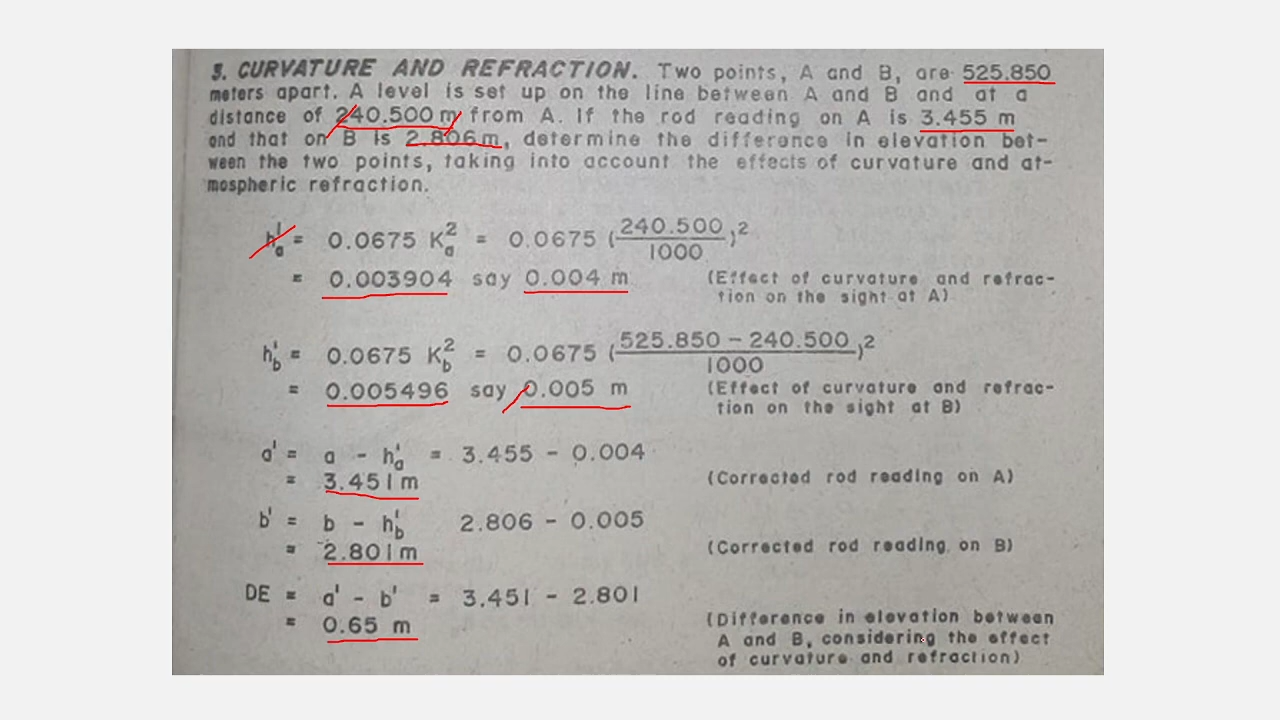 3. CURVATURE AND REFRACTION. Two points, A and B, are 525.850
meters apart. A level is set up on the line between A and B and at a
distance of 240.500 m from A. If the rod reading on A is 3.455 m
and that on B is 2.806 m, determine the difference in elevation bet-
ween the two points, taking into account the effects of curvature and at-
mospheric refraction.
h'a = 0.0675 K²a = 0.0675 (240.500/1000)²
= 0.003904 say 0.004 m (Effect of curvature and refrac-
tion on the sight at A)
h'b = 0.0675 K²b = 0.0675 (525.850 - 240.500/1000)²
= 0.005496 say 0.005 m (Effect of curvature and refrac-
tion on the sight at B)
a' = a - h'a = 3.455 - 0.004
= 3.451 m (Corrected rod reading on A)
b' = b - h'b 2.806 - 0.005
= 2.801 m (Corrected rod reading on B)
DE = a' - b' = 3.451 - 2.801
= 0.65 m (Difference in elevation between
A and B, considering the effect
of curvature and refraction)